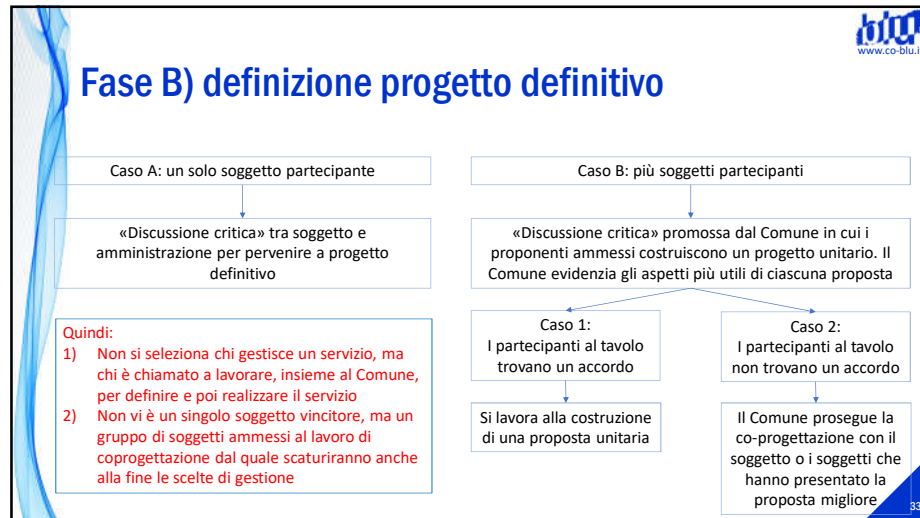 blu
www.co-blu.i
Fase B) definizione progetto definitivo
Caso A: un solo soggetto partecipante
«Discussione critica» tra soggetto e
amministrazione per pervenire a progetto
definitivo
Quindi:
1) Non si seleziona chi gestisce un servizio, ma
chi è chiamato a lavorare, insieme al Comune,
per definire e poi realizzare il servizio
2) Non vi è un singolo soggetto vincitore, ma un
gruppo di soggetti ammessi al lavoro di
coprogettazione dal quale scaturiranno anche
alla fine le scelte di gestione
Caso B: più soggetti partecipanti
«Discussione critica» promossa dal Comune in cui i
proponenti ammessi costruiscono un progetto unitario. Il
Comune evidenzia gli aspetti più utili di ciascuna proposta
Caso 1:
I partecipanti al tavolo
trovano un accordo
Si lavora alla costruzione
di una proposta unitaria
Caso 2:
I partecipanti al tavolo
non trovano un accordo
Il Comune prosegue la
co-progettazione con il
soggetto o i soggetti che
hanno presentato la
proposta migliore
33